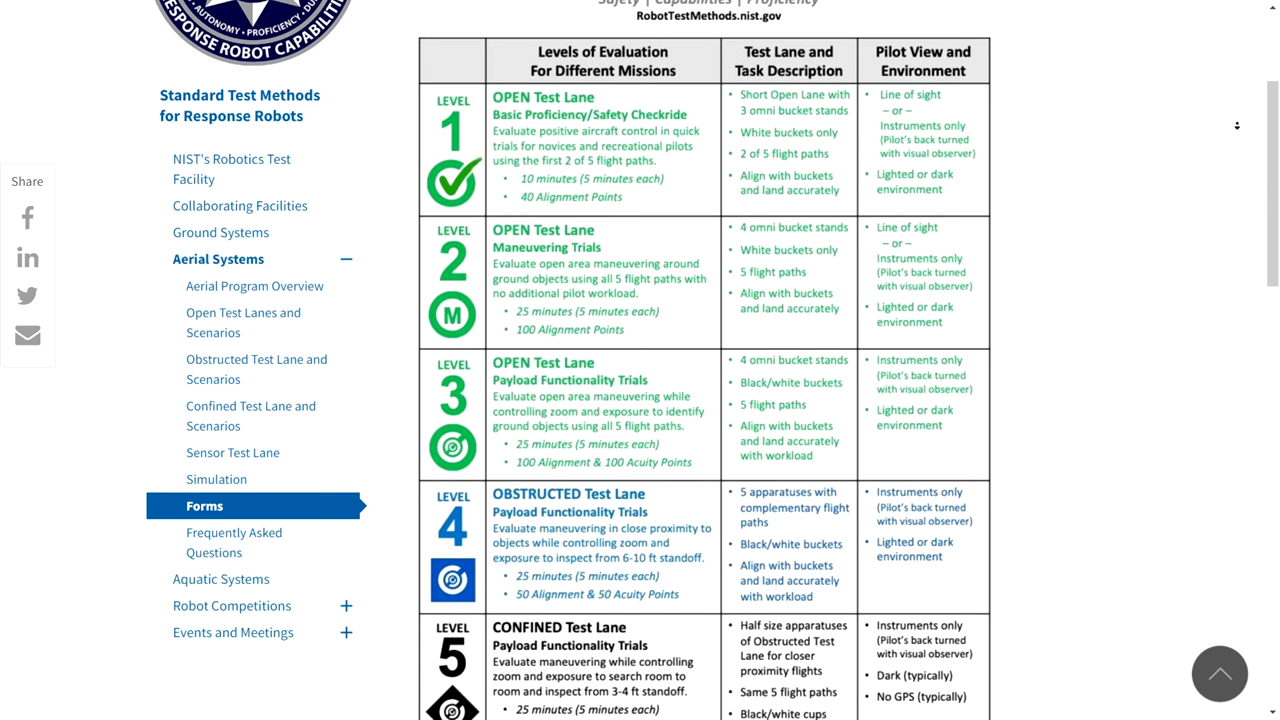 Safety | Capabilities | Proficiency
RobotTestMethods.nist.gov
AUTONOMY • PROFICIENCY
RESPONSE ROBOT CAPABILITIES
Share
Standard Test Methods
for Response Robots
NIST's Robotics Test
Facility
Collaborating Facilities
Ground Systems
Aerial Systems
Aerial Program Overview
Open Test Lanes and
Scenarios
Obstructed Test Lane and
Scenarios
Confined Test Lane and
Scenarios
Sensor Test Lane
Simulation
Forms
Frequently Asked
Questions
Aquatic Systems
Robot Competitions
Events and Meetings
Levels of Evaluation
For Different Missions
Test Lane and
Task Description
Pilot View and
Environment
LEVEL
1
OPEN Test Lane
Basic Proficiency/Safety Checkride
Evaluate positive aircraft control in quick
trials for novices and recreational pilots
using the first 2 of 5 flight paths.
• 10 minutes (5 minutes each)
• 40 Alignment Points
• Short Open Lane with
3 omni bucket stands
• White buckets only
• 2 of 5 flight paths
• Align with buckets
and land accurately
• Line of sight
– or –
Instruments only
(Pilot's back turned
with visual observer)
• Lighted or dark
environment
LEVEL
2
M
OPEN Test Lane
Maneuvering Trials
Evaluate open area maneuvering around
ground objects using all 5 flight paths with
no additional pilot workload.
• 25 minutes (5 minutes each)
• 100 Alignment Points
• 4 omni bucket stands
• White buckets only
• 5 flight paths
• Align with buckets
and land accurately
• Line of sight
– or –
Instruments only
(Pilot's back turned
with visual observer)
• Lighted or dark
environment
LEVEL
3
OPEN Test Lane
Payload Functionality Trials
Evaluate open area maneuvering while
controlling zoom and exposure to identify
ground objects using all 5 flight paths.
• 25 minutes (5 minutes each)
• 100 Alignment & 100 Acuity Points
• 4 omni bucket stands
• Black/white buckets
• 5 flight paths
• Align with buckets
and land accurately
with workload
• Instruments only
(Pilot's back turned
with visual observer)
• Lighted or dark
environment
LEVEL
4
OBSTRUCTED Test Lane
Payload Functionality Trials
Evaluate maneuvering in close proximity to
objects while controlling zoom and
exposure to inspect from 6-10 ft standoff.
• 25 minutes (5 minutes each)
• 50 Alignment & 50 Acuity Points
• 5 apparatuses with
complementary flight
paths
• Black/white buckets
• Align with buckets
and land accurately
with workload
• Instruments only
(Pilot's back turned
with visual observer)
• Lighted or dark
environment
LEVEL
5
CONFINED Test Lane
Payload Functionality Trials
Evaluate maneuvering while controlling
zoom and exposure to search room to
room and inspect from 3-4 ft standoff.
• 25 minutes (5 minutes each)
• Half size apparatuses
of Obstructed Test
Lane for closer
proximity flights
• Same 5 flight paths
• Black/white cups
• Instruments only
(Pilot's back turned
with visual observer)
• Dark (typically)
• No GPS (typically)